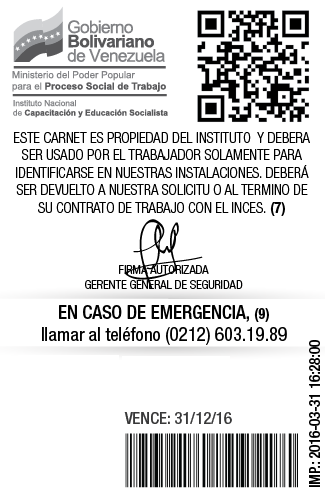 Gobierno
Bolivariano
de Venezuela
Ministerio del Poder Popular
para el Proceso Social de Trabajo
Instituto Nacional
de Capacitación y Educación Socialista
ESTE CARNET ES PROPIEDAD DEL INSTITUTO Y DEBERA
SER USADO POR EL TRABAJADOR SOLAMENTE PARA
IDENTIFICARSE EN NUESTRAS INSTALACIONES. DEBERÁ
SER DEVUELTO A NUESTRA SOLICITU O AL TERMINO DE
SU CONTRATO DE TRABAJO CON EL INCES. (7)
FIRMA AUTORIZADA
GERENTE GENERAL DE SEGURIDAD
EN CASO DE EMERGENCIA, (9)
llamar al teléfono (0212) 603.19.89
VENCE: 31/12/16
IMP.: 2016-03-31 16:28:00